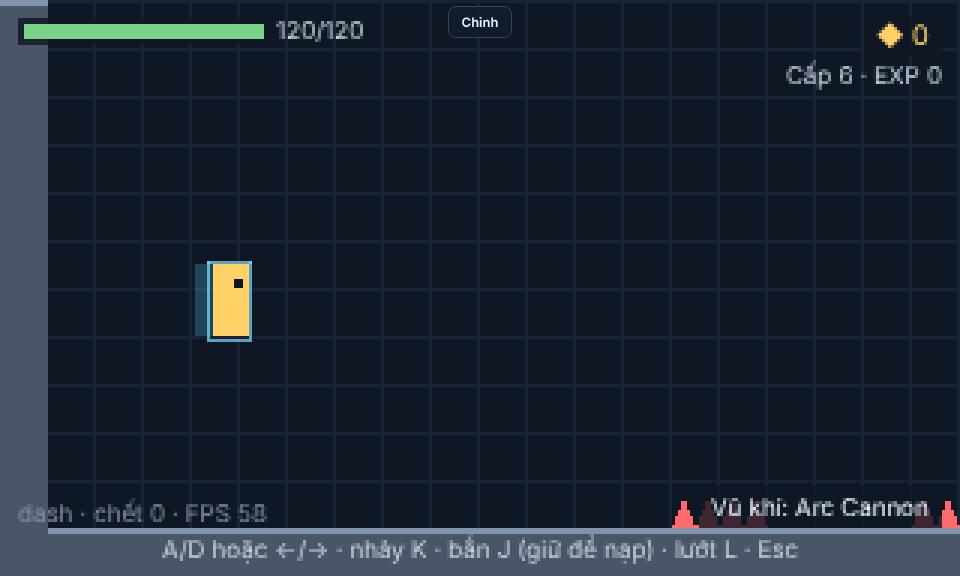 120/120
Chỉnh
0
Cấp 6 · EXP 0
dash · chết 0 · FPS 58
Vũ khí: Arc Cannon
A/D hoặc ←/→ · nhảy K · bắn J (giữ để nạp) · lướt L · Esc